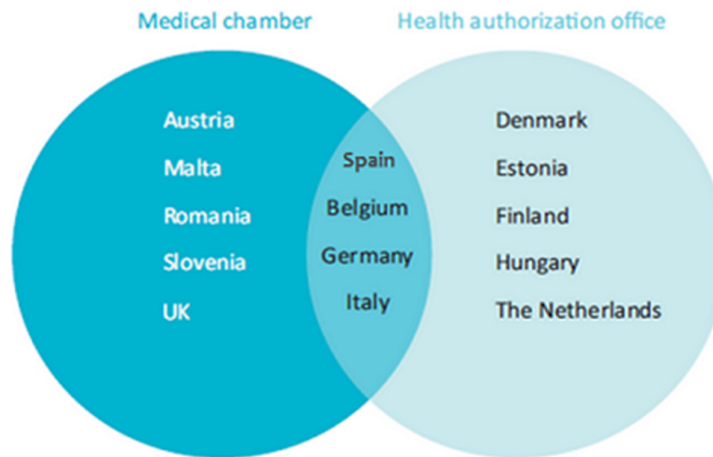 Medical chamber
Health authorization office
Austria
Malta
Romania
Slovenia
UK
Spain
Belgium
Germany
Italy
Denmark
Estonia
Finland
Hungary
The Netherlands